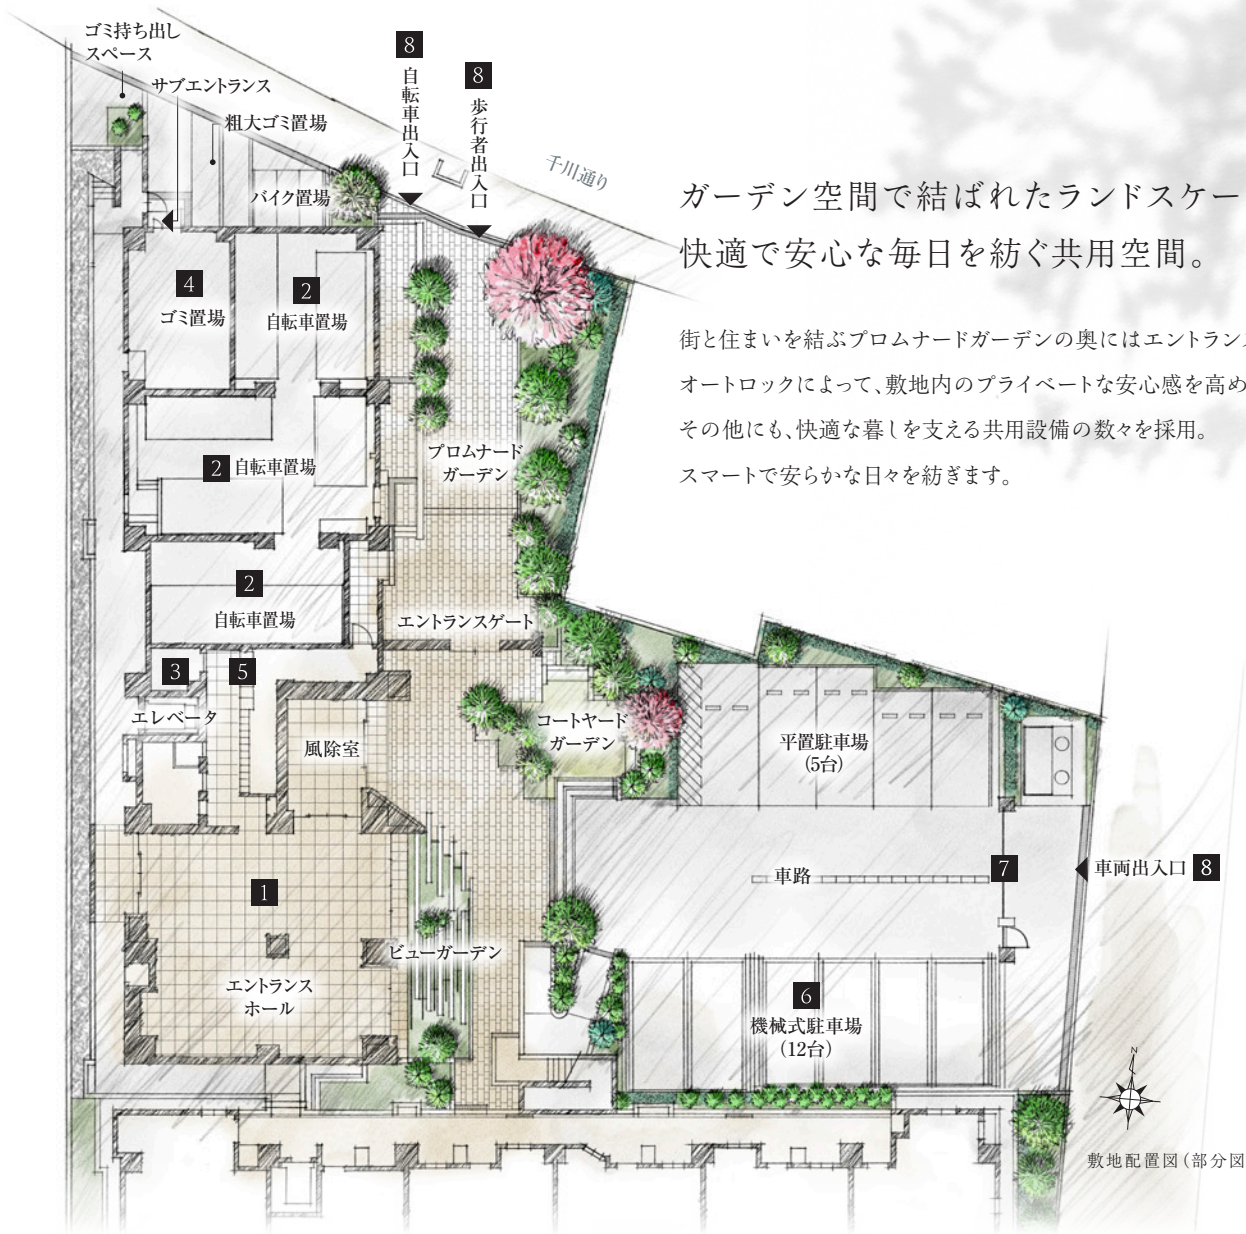 ゴミ持ち出し
スペース
サブエントランス
粗大ゴミ置場
バイク置場
8
自転車出入口
8
歩行者出入口
千川通り
ガーデン空間で結ばれたランドスケー
快適で安心な毎日を紡ぐ共用空間。
街と住まいを結ぶプロムナードガーデンの奥にはエントランス
オートロックによって、敷地内のプライベートな安心感を高め
その他にも、快適な暮しを支える共用設備の数々を採用。
スマートで安らかな日々を紡ぎます。
4
ゴミ置場
2
自転車置場
2 自転車置場
プロムナード
ガーデン
2
自転車置場
エントランスゲート
3
エレベータ
5
風除室
コートヤード
ガーデン
平置駐車場
(5台)
車路
7
車両出入口 8
1
エントランス
ホール
ビューガーデン
6
機械式駐車場
(12台)
N
敷地配置図(部分図